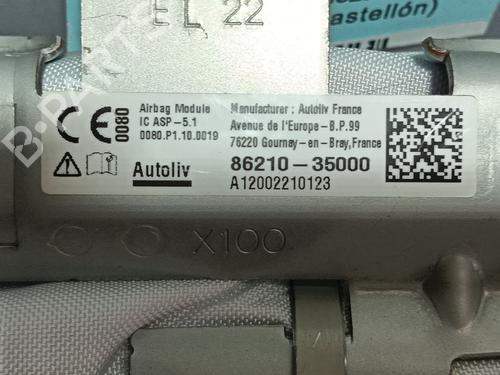 EL 22
astellón)
CE 0080
Airbag Module
IC ASP-5.1
0080.P1.10.0019
Manufacturer : Autoliv France
Avenue de l'Europe-B.P.99
76220 Gournay-en-Bray,France
Autoliv
86210-35000
A12002210123
X100
B-PARTS